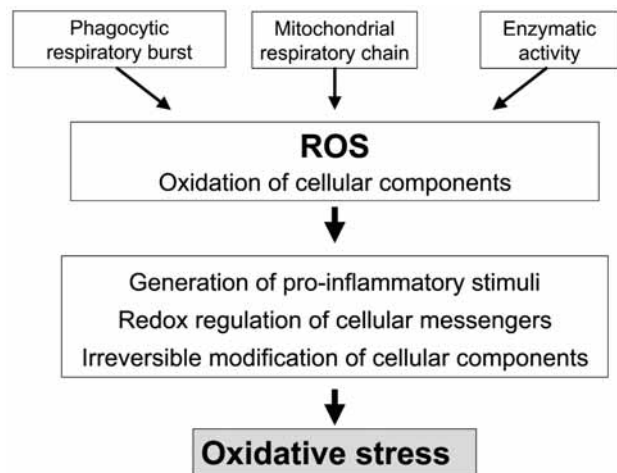 Phagocytic
respiratory burst
Mitochondrial
respiratory chain
Enzymatic
activity
ROS
Oxidation of cellular components
Generation of pro-inflammatory stimuli
Redox regulation of cellular messengers
Irreversible modification of cellular components
Oxidative stress